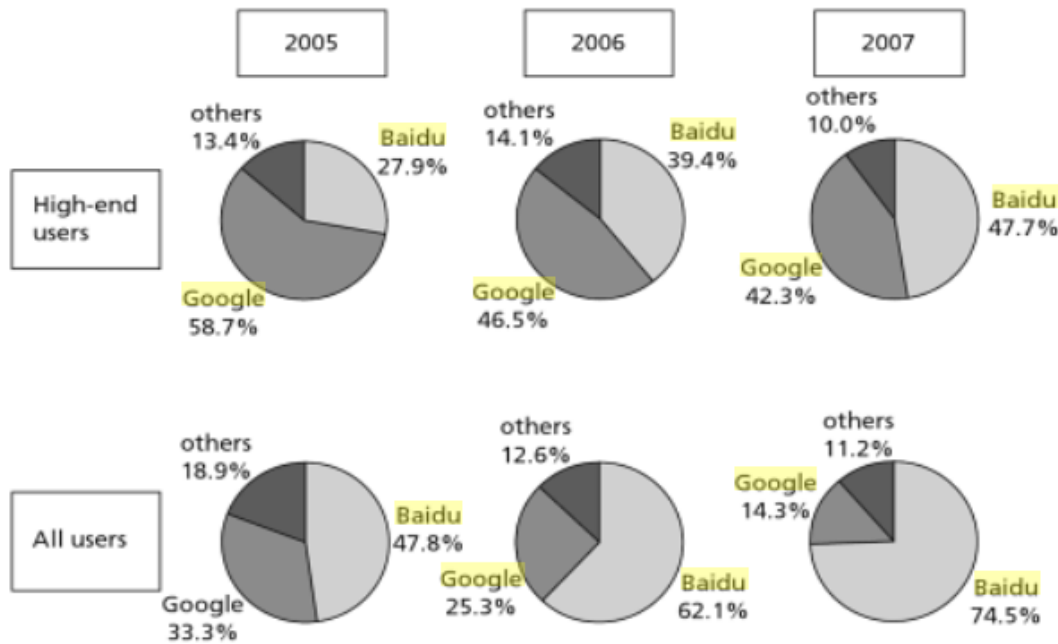 2005
2006
2007
High-end
users
others
13.4%
Baidu
27.9%
Google
58.7%
others
14.1%
Baidu
39.4%
Google
46.5%
others
10.0%
Baidu
47.7%
Google
42.3%
All users
others
18.9%
Baidu
47.8%
Google
33.3%
others
12.6%
Google
25.3%
Baidu
62.1%
others
11.2%
Google
14.3%
Baidu
74.5%